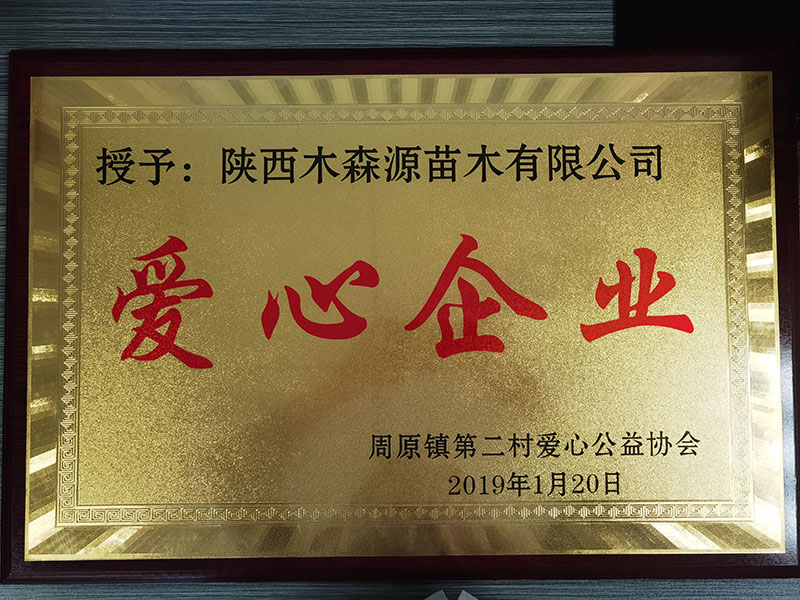 授予：陕西木森源苗木有限公司
爱心企业
周原镇第二村爱心公益协会
2019年1月20日